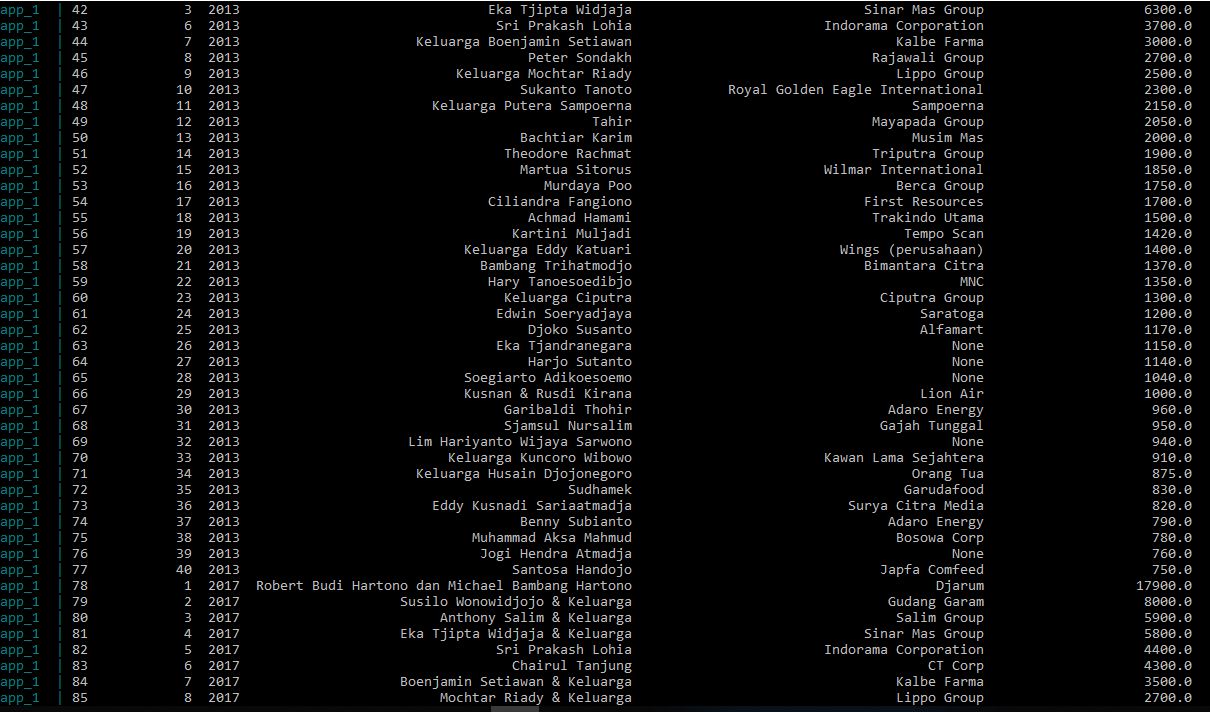 app_1 | 42 3 2013 Eka Tjipta Widjaja Sinar Mas Group 6300.0
app_1 | 43 6 2013 Sri Prakash Lohia Indorama Corporation 3700.0
app_1 | 44 7 2013 Keluarga Boenjamin Setiawan Kalbe Farma 3000.0
app_1 | 45 8 2013 Peter Sondakh Rajawali Group 2700.0
app_1 | 46 9 2013 Keluarga Mochtar Riady Lippo Group 2500.0
app_1 | 47 10 2013 Sukanto Tanoto Royal Golden Eagle International 2300.0
app_1 | 48 11 2013 Keluarga Putera Sampoerna Sampoerna 2150.0
app_1 | 49 12 2013 Tahir Mayapada Group 2050.0
app_1 | 50 13 2013 Bachtiar Karim Musim Mas 2000.0
app_1 | 51 14 2013 Theodore Rachmat Triputra Group 1900.0
app_1 | 52 15 2013 Martua Sitorus Wilmar International 1850.0
app_1 | 53 16 2013 Murdaya Poo Berca Group 1750.0
app_1 | 54 17 2013 Ciliandra Fangiono First Resources 1700.0
app_1 | 55 18 2013 Achmad Hamami Trakindo Utama 1500.0
app_1 | 56 19 2013 Kartini Muljadi Tempo Scan 1420.0
app_1 | 57 20 2013 Keluarga Eddy Katuari Wings (perusahaan) 1400.0
app_1 | 58 21 2013 Bambang Trihatmodjo Bimantara Citra 1370.0
app_1 | 59 22 2013 Hary Tanoesoedibjo MNC 1350.0
app_1 | 60 23 2013 Keluarga Ciputra Ciputra Group 1300.0
app_1 | 61 24 2013 Edwin Soeryadjaya Saratoga 1200.0
app_1 | 62 25 2013 Djoko Susanto Alfamart 1170.0
app_1 | 63 26 2013 Eka Tjandranegara None 1150.0
app_1 | 64 27 2013 Harjo Sutanto None 1140.0
app_1 | 65 28 2013 Soegiarto Adikoesoemo None 1040.0
app_1 | 66 29 2013 Kusnan & Rusdi Kirana Lion Air 1000.0
app_1 | 67 30 2013 Garibaldi Thohir Adaro Energy 960.0
app_1 | 68 31 2013 Sjamsul Nursalim Gajah Tunggal 950.0
app_1 | 69 32 2013 Lim Hariyanto Wijaya Sarwono None 940.0
app_1 | 70 33 2013 Keluarga Kuncoro Wibowo Kawan Lama Sejahtera 910.0
app_1 | 71 34 2013 Keluarga Husain Djojonegoro Orang Tua 875.0
app_1 | 72 35 2013 Sudhamek Garudafood 830.0
app_1 | 73 36 2013 Eddy Kusnadi Sariaatmadja Surya Citra Media 820.0
app_1 | 74 37 2013 Benny Subianto Adaro Energy 790.0
app_1 | 75 38 2013 Muhammad Aksa Mahmud Bosowa Corp 780.0
app_1 | 76 39 2013 Jogi Hendra Atmadja None 760.0
app_1 | 77 40 2013 Santosa Handojo Japfa Comfeed 750.0
app_1 | 78 1 2017 Robert Budi Hartono dan Michael Bambang Hartono Djarum 17900.0
app_1 | 79 2 2017 Susilo Wonowidjojo & Keluarga Gudang Garam 8000.0
app_1 | 80 3 2017 Anthony Salim & Keluarga Salim Group 5900.0
app_1 | 81 4 2017 Eka Tjipta Widjaja & Keluarga Sinar Mas Group 5800.0
app_1 | 82 5 2017 Sri Prakash Lohia Indorama Corporation 4400.0
app_1 | 83 6 2017 Chairul Tanjung CT Corp 4300.0
app_1 | 84 7 2017 Boenjamin Setiawan & Keluarga Kalbe Farma 3500.0
app_1 | 85 8 2017 Mochtar Riady & Keluarga Lippo Group 2700.0